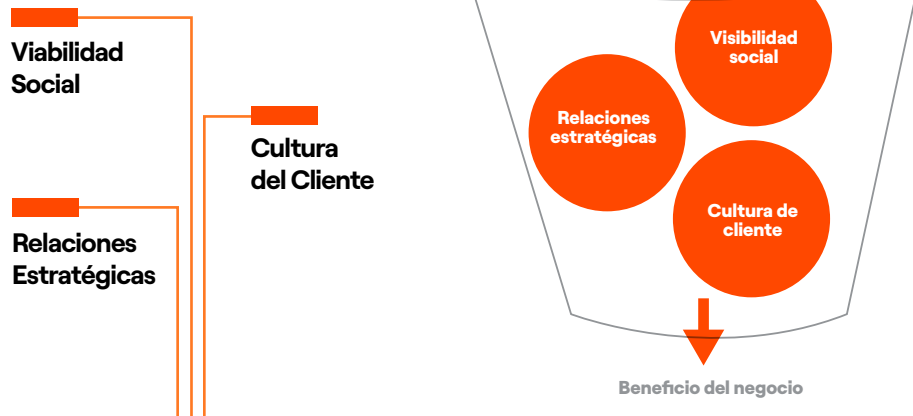 Viabilidad
Social
Cultura
del Cliente
Relaciones
Estratégicas
Visibilidad
social
Relaciones
estratégicas
Cultura de
cliente
Beneficio del negocio